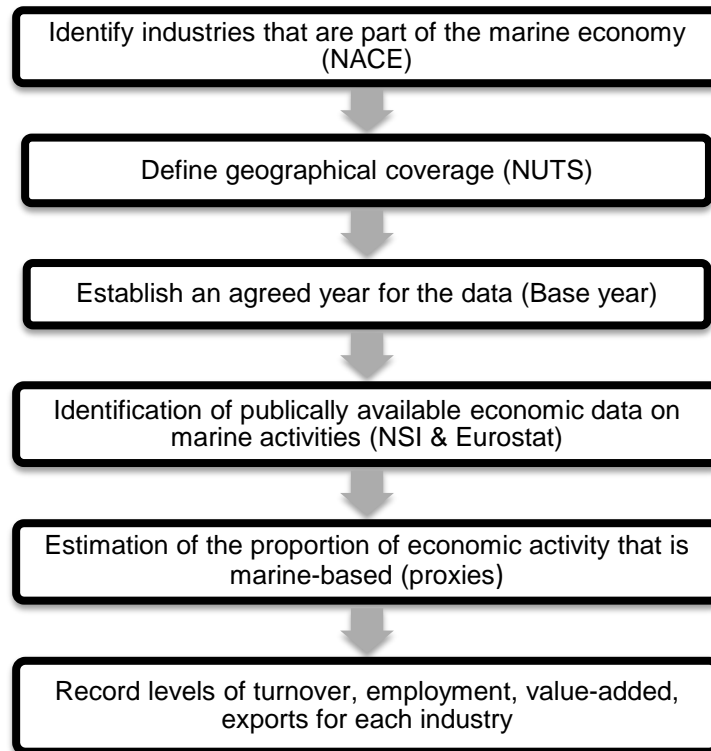 Identify industries that are part of the marine economy
(NACE)
Define geographical coverage (NUTS)
Establish an agreed year for the data (Base year)
Identification of publically available economic data on
marine activities (NSI & Eurostat)
Estimation of the proportion of economic activity that is
marine-based (proxies)
Record levels of turnover, employment, value-added,
exports for each industry